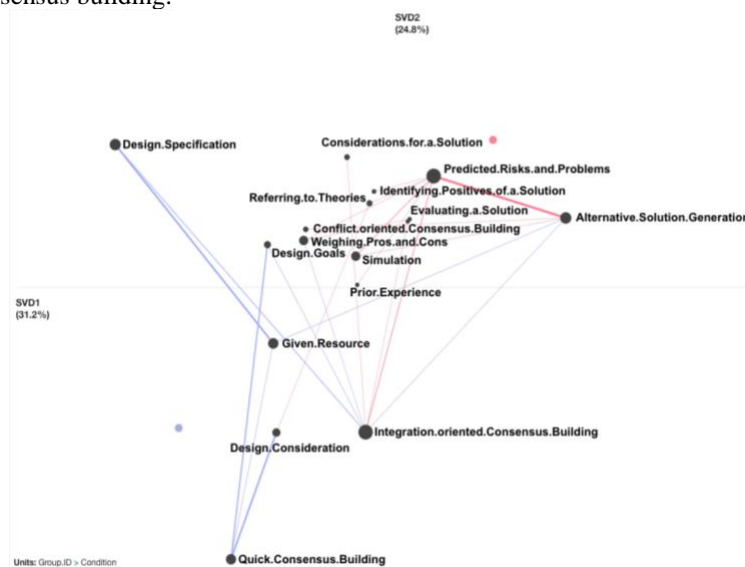 sensus building.
SVD2
(24.8%)
Design.Specification
Considerations.for.a.Solution
Predicted.Risks.and.Problems
Identifying.Positives.of.a.Solution
Referring.to.Theories
Evaluating.a.Solution
Alternative.Solution.Generation
Conflict.oriented.Consensus.Building
Weighing.Pros.and.Cons
Design.Goals
Simulation
Prior.Experience
SVD1
(31.2%)
Given.Resource
Integration.oriented.Consensus.Building
Design.Consideration
Quick.Consensus.Building
Units: Group.ID > Condition